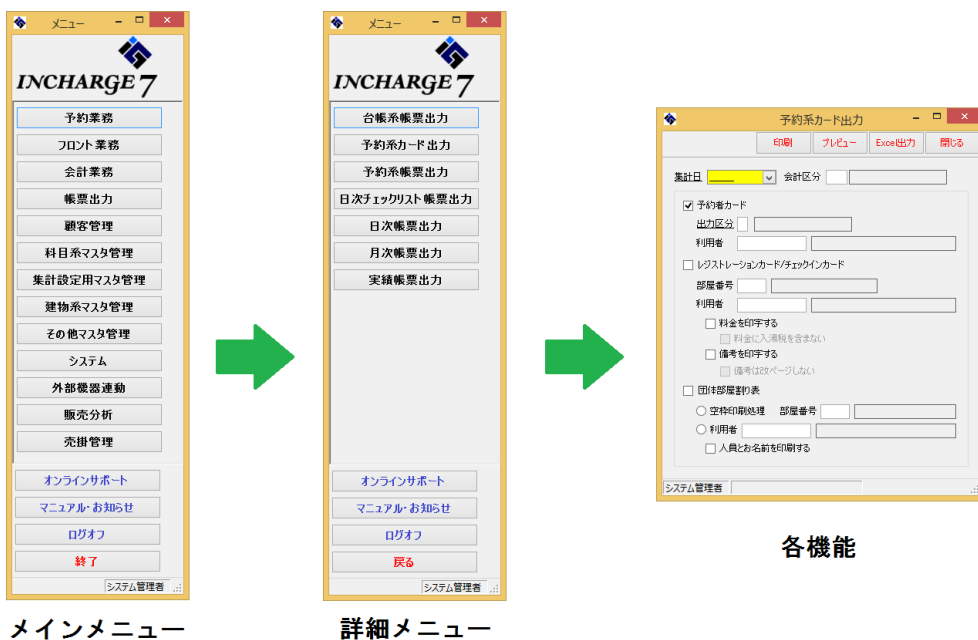 メニュー
INCHARGE 7
予約業務
フロント業務
会計業務
帳票出力
顧客管理
科目系マスタ管理
集計設定用マスタ管理
建物系マスタ管理
その他マスタ管理
システム
外部機器連動
販売分析
売掛管理
オンラインサポート
マニュアル・お知らせ
ログオフ
終了
システム管理者
メインメニュー
メニュー
INCHARGE 7
台帳系帳票出力
予約系カード出力
予約系帳票出力
日次チェックリスト帳票出力
日次帳票出力
月次帳票出力
実績帳票出力
オンラインサポート
マニュアル・お知らせ
ログオフ
戻る
システム管理者
詳細メニュー
予約系カード出力
印刷 プレビュー Excel出力 閉じる
集計日 会計区分
予約者カード
出力区分
利用者
レジストレーションカード/チェックインカード
部屋番号
利用者
料金を印字する
料金に入湯税を含まない
備考を印字する
備考は改ページしない
団体部屋割り表
空枠印刷処理 部屋番号
利用者
人員とお名前を印刷する
システム管理者
各機能